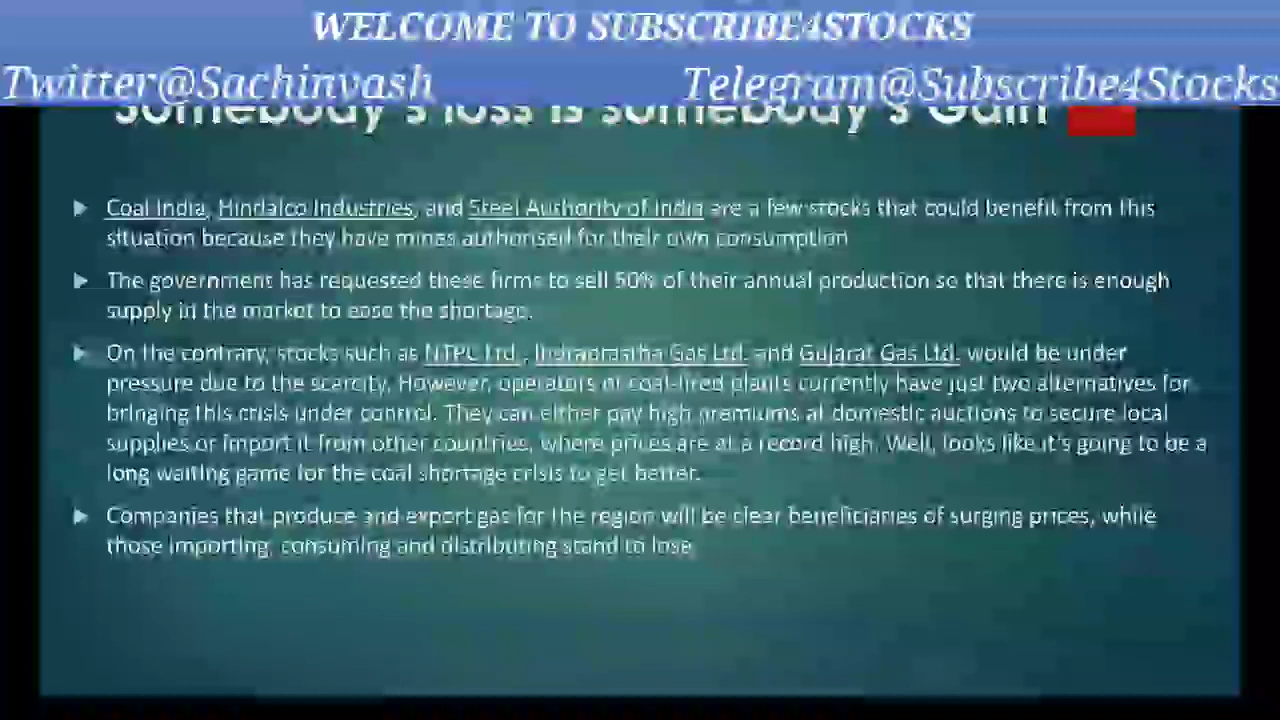 WELCOME TO SUBSCRIBE4STOCKS
Twitter@Sachinvash
Telegram@Subscribe4Stocks
somebody's loss is somebody's Gain
Coal India, Hindalco Industries, and Steel Authority of India are a few stocks that could benefit from this
situation because they have mines authorised for their own consumption
The government has requested these firms to sell 50% of their annual production so that there is enough
supply in the market to ease the shortage.
On the contrary, stocks such as NTPC Ltd., Indraprastha Gas Ltd. and Gujarat Gas Ltd. would be under
pressure due to the scarcity. However, operators of coal-fired plants currently have just two alternatives for
bringing this crisis under control. They can either pay high premiums at domestic auctions to secure local
supplies or import it from other countries, where prices are at a record high. Well, looks like it's going to be a
long waiting game for the coal shortage crisis to get better.
Companies that produce and export gas for the region will be clear beneficiaries of surging prices, while
those importing, consuming and distributing stand to lose